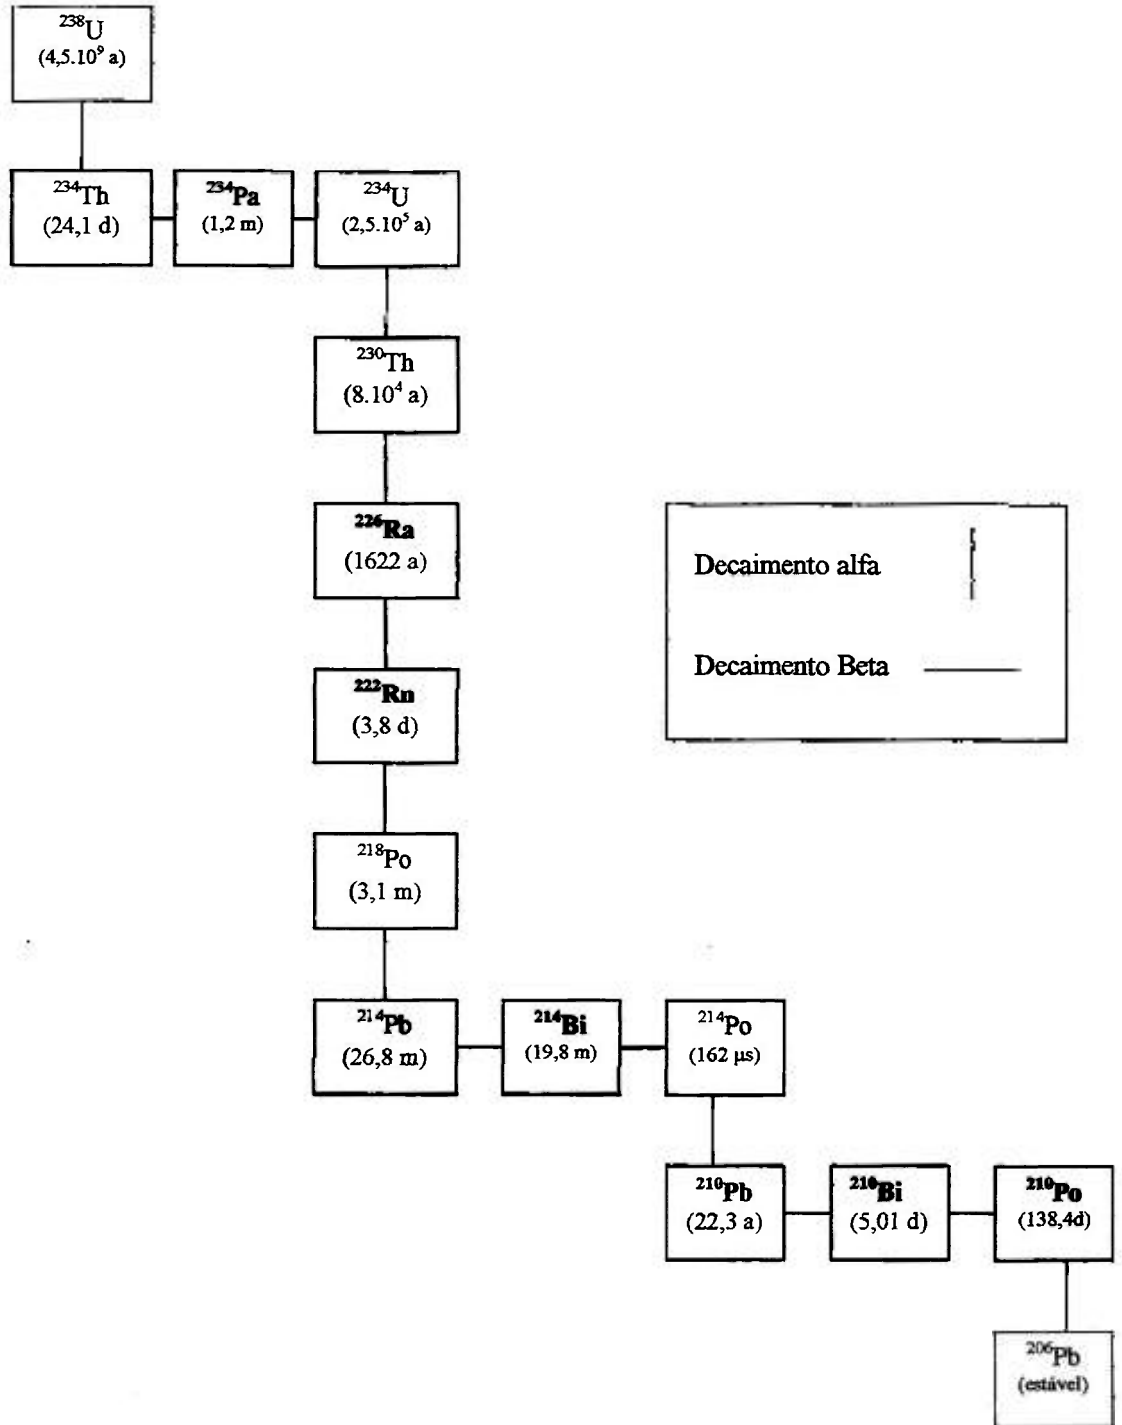 ²³⁸U
(4,5.10⁹ a)
²³⁴Th
(24,1 d)
²³⁴Pa
(1,2 m)
²³⁴U
(2,5.10⁵ a)
²³⁰Th
(8.10⁴ a)
²²⁶Ra
(1622 a)
Decaimento alfa
Decaimento Beta
²²²Rn
(3,8 d)
²¹⁸Po
(3,1 m)
²¹⁴Pb
(26,8 m)
²¹⁴Bi
(19,8 m)
²¹⁴Po
(162 µs)
²¹⁰Pb
(22,3 a)
²¹⁰Bi
(5,01 d)
²¹⁰Po
(138,4d)
²⁰⁶Pb
(estável)